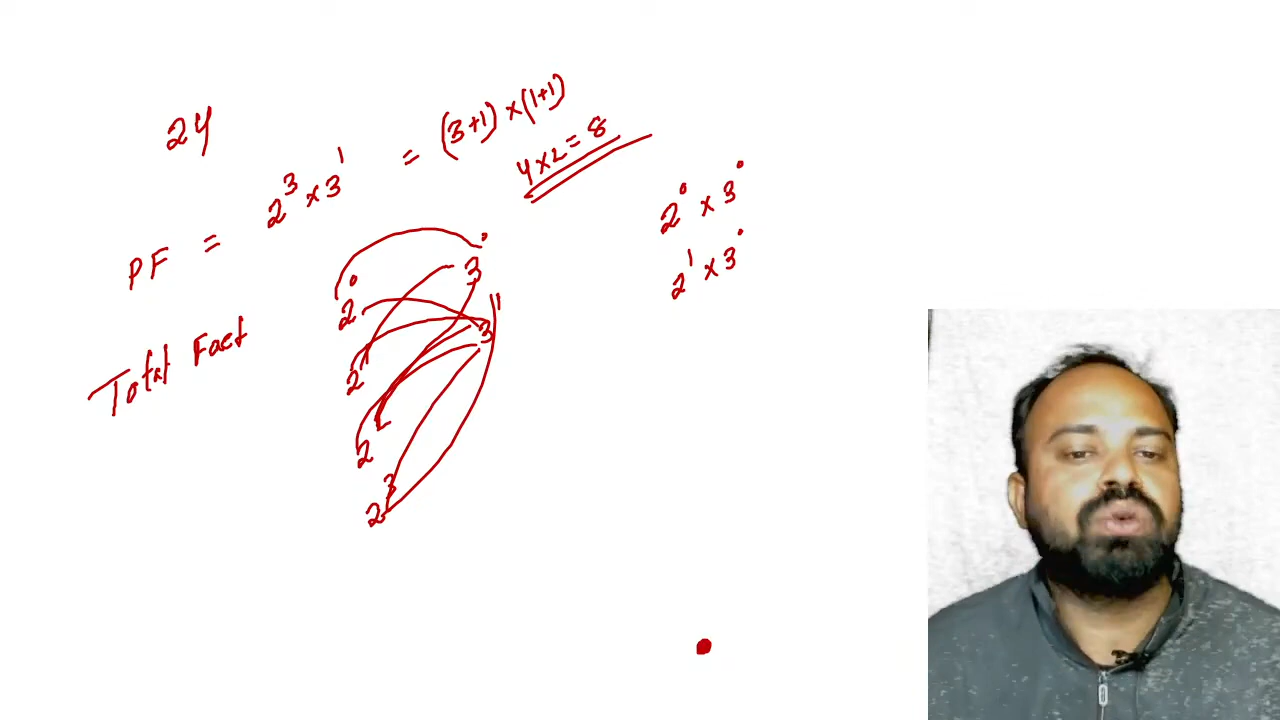 24
PF = 2³ × 3¹ = (3+1) × (1+1)
4 × 2 = 8
Total Fact
2⁰ 3⁰
2¹ 3¹
2²
2³
2⁰ × 3⁰
2¹ × 3⁰